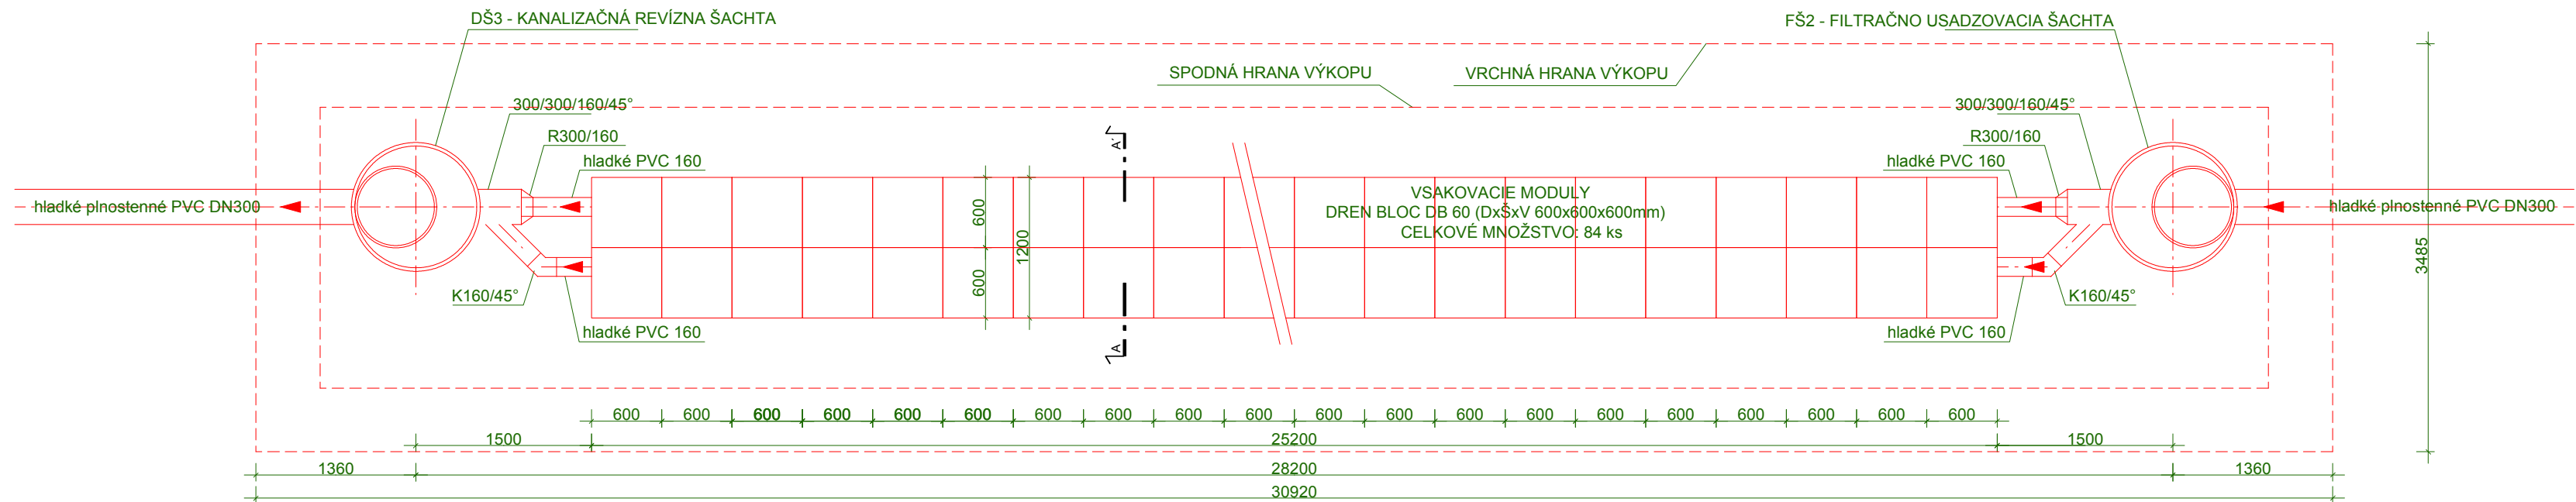 DŠ3 - KANALIZAČNÁ REVÍZNA ŠACHTA
FŠ2 - FILTRAČNO USADZOVACIA ŠACHTA
SPODNÁ HRANA VÝKOPU
VRCHNÁ HRANA VÝKOPU
300/300/160/45°
300/300/160/45°
R300/160
R300/160
hladké PVC 160
hladké PVC 160
A'
VSAKOVACIE MODULY
DREN BLOC DB 60 (DxŠxV 600x600x600mm)
CELKOVÉ MNOŽSTVO: 84 ks
hladké plnostenné PVC DN300
hladké plnostenné PVC DN300
600
1200
600
3485
K160/45°
K160/45°
hladké PVC 160
hladké PVC 160
A
600 600 600 600 600 600 600 600 600 600 600 600 600 600 600 600 600 600 600 600
1500 25200 1500
1360 28200 1360
30920